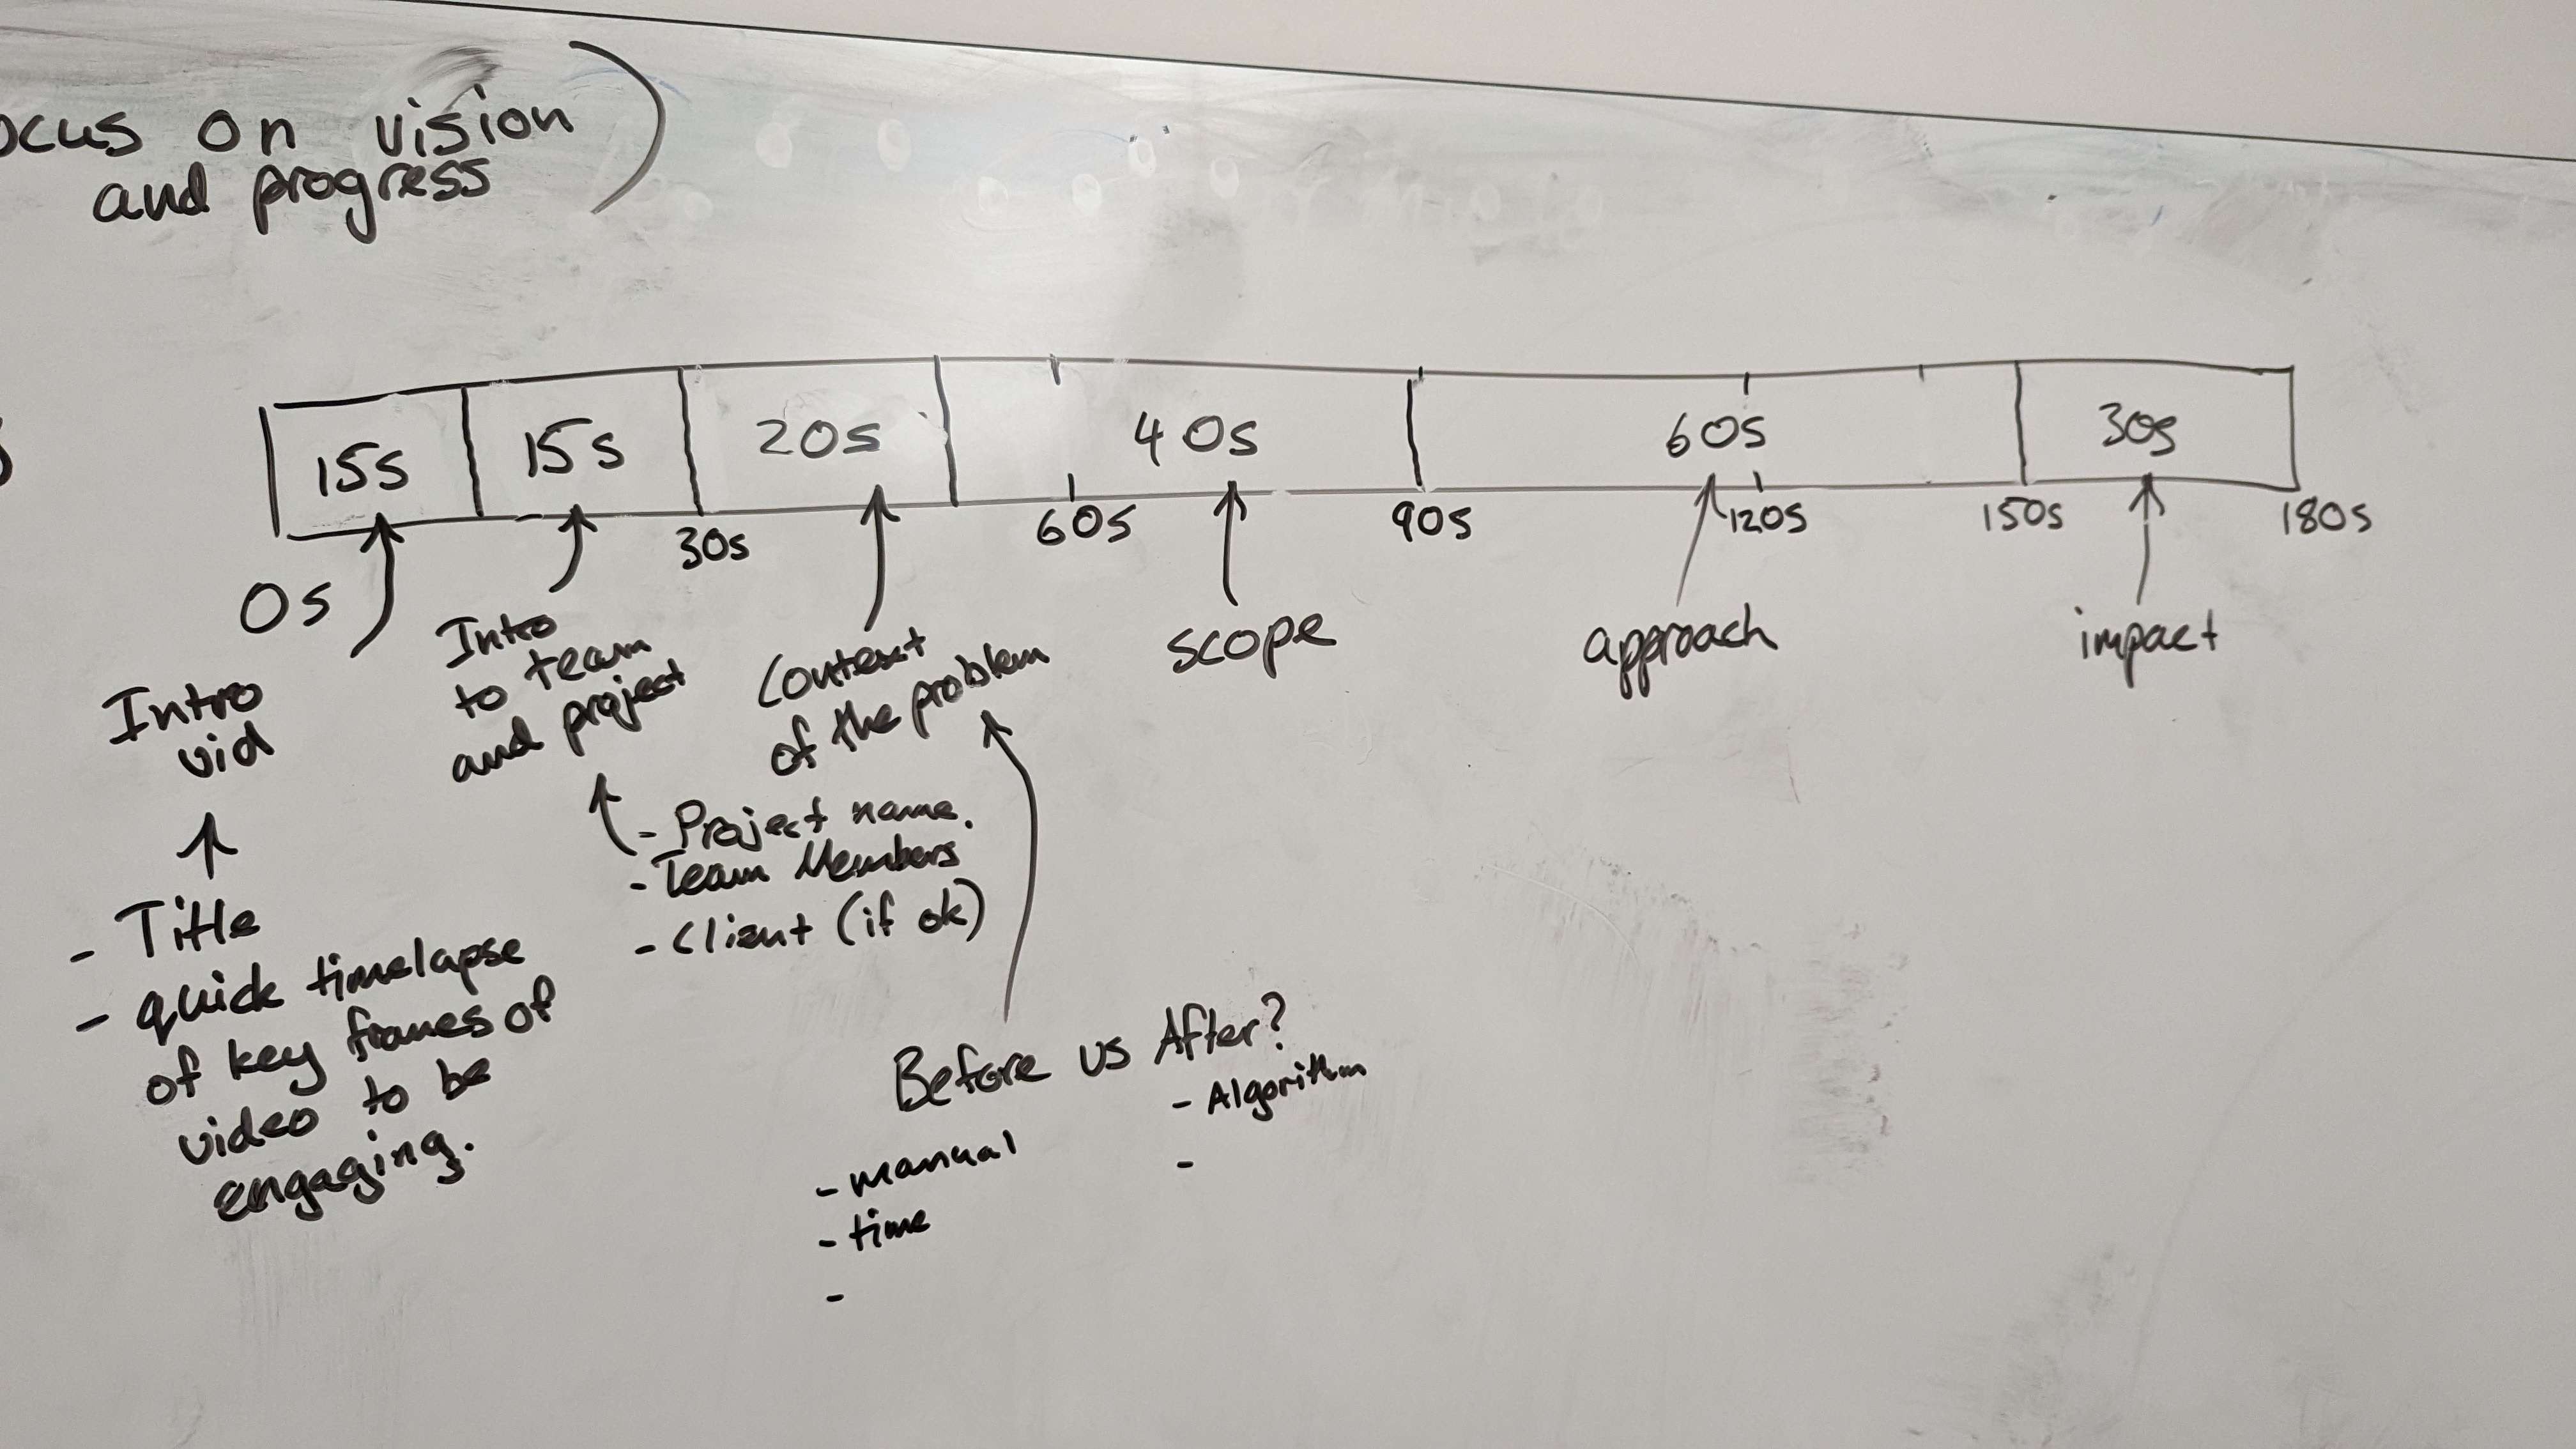 ocus on vision
and progress)
15s 15s 20s 40s 60s 30s
0s 30s 60s 90s 120s 150s 180s
Intro
vid
- Title
- quick timelapse
of key frames of
video to be
engaging.
Intro
to team
and project
- Project name.
- Team Members
- Client (if ok)
Context
of the problem
Before vs After?
- manual
- time
-
- Algorithm
-
scope
approach
impact